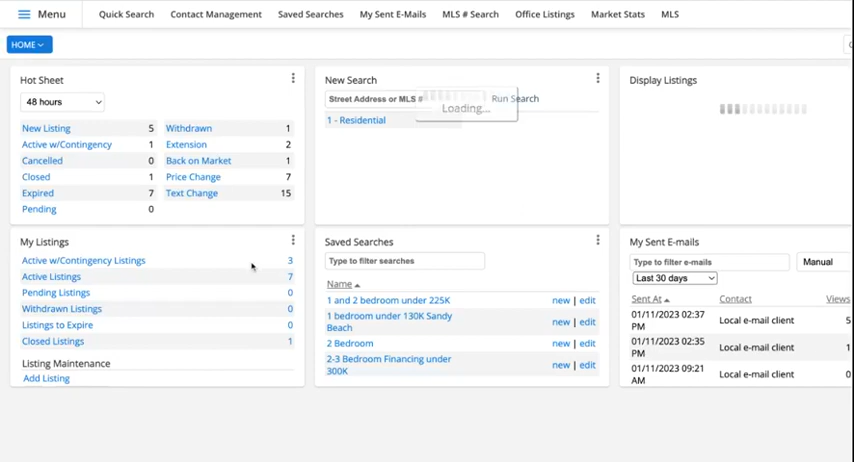 Menu Quick Search Contact Management Saved Searches My Sent E-Mails MLS # Search Office Listings Market Stats MLS
HOME
Hot Sheet
48 hours
New Listing 5 Withdrawn 1
Active w/Contingency 1 Extension 2
Cancelled 0 Back on Market 1
Closed 1 Price Change 7
Expired 7 Text Change 15
Pending 0
New Search
Street Address or MLS # Run Search
Loading...
1 - Residential
Display Listings
My Listings
Active w/Contingency Listings 3
Active Listings 7
Pending Listings 0
Withdrawn Listings 0
Listings to Expire 0
Closed Listings 1
Listing Maintenance
Add Listing
Saved Searches
Type to filter searches
Name
1 and 2 bedroom under 225K new | edit
1 bedroom under 130K Sandy
Beach new | edit
2 Bedroom new | edit
2-3 Bedroom Financing under
300K new | edit
My Sent E-mails
Type to filter e-mails Manual
Last 30 days
Sent At Contact Views
01/11/2023 02:37
PM Local e-mail client 5
01/11/2023 02:35
PM Local e-mail client 1
01/11/2023 09:21
AM Local e-mail client 0